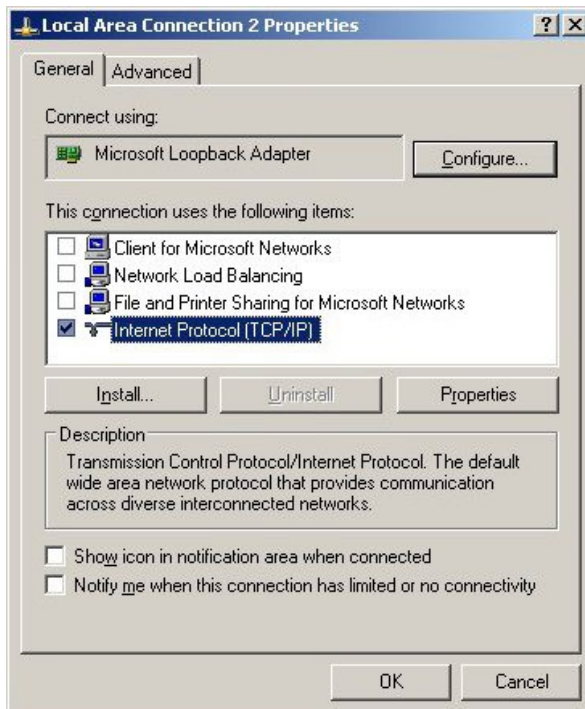 Local Area Connection 2 Properties
General
Advanced
Connect using:
Microsoft Loopback Adapter
Configure...
This connection uses the following items:
Client for Microsoft Networks
Network Load Balancing
File and Printer Sharing for Microsoft Networks
Internet Protocol (TCP/IP)
Install...
Uninstall
Properties
Description
Transmission Control Protocol/Internet Protocol. The default
wide area network protocol that provides communication
across diverse interconnected networks.
Show icon in notification area when connected
Notify me when this connection has limited or no connectivity
OK
Cancel